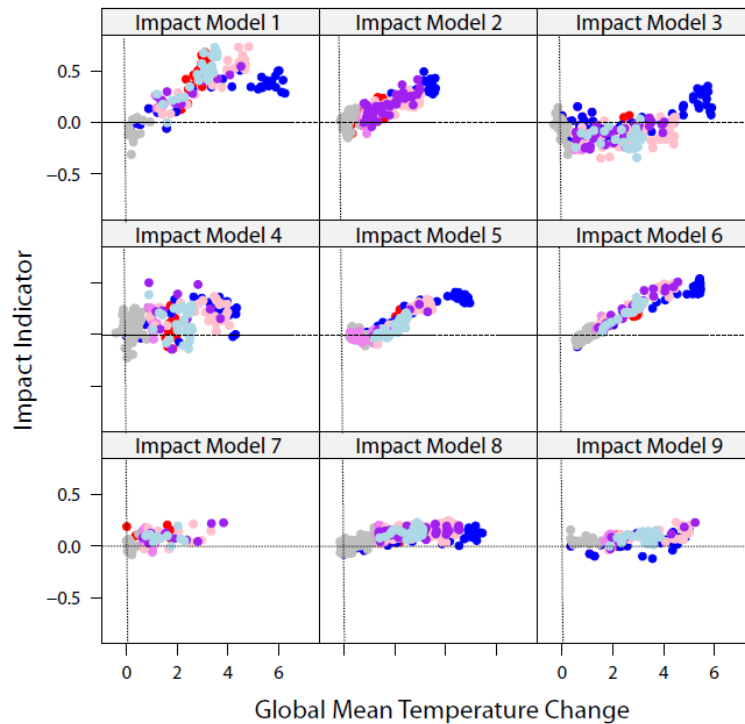 Impact Model 1 Impact Model 2 Impact Model 3
0.5
0.0
−0.5
Impact Model 4 Impact Model 5 Impact Model 6
Impact Indicator
Impact Model 7 Impact Model 8 Impact Model 9
0.5
0.0
−0.5
0 2 4 6 0 2 4 6
Global Mean Temperature Change